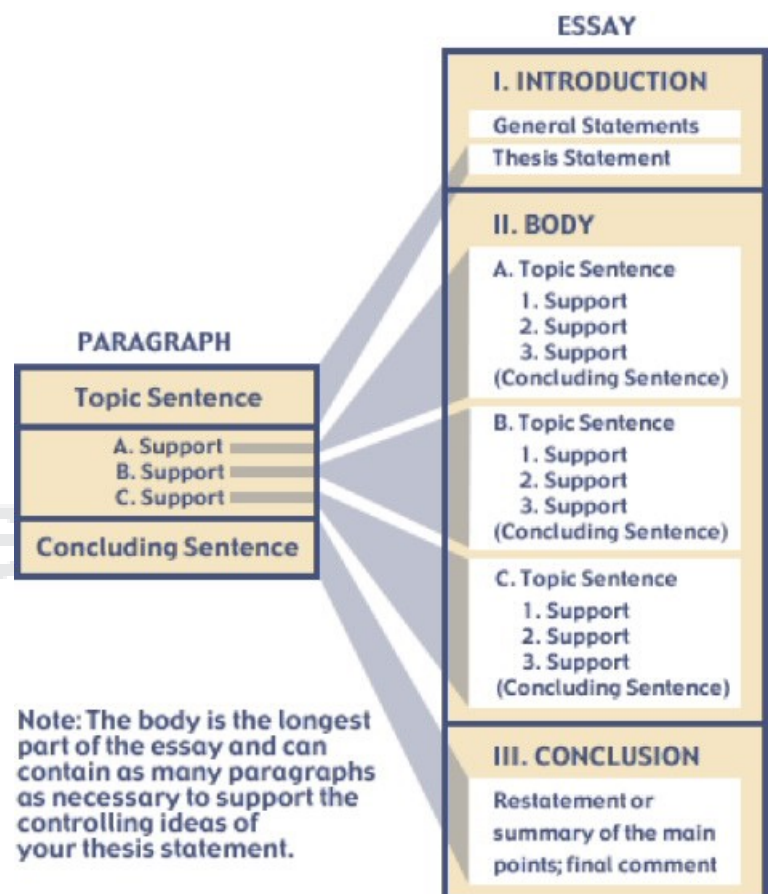 ESSAY
I. INTRODUCTION
General Statements
Thesis Statement
II. BODY
A. Topic Sentence
1. Support
2. Support
3. Support
(Concluding Sentence)
B. Topic Sentence
1. Support
2. Support
3. Support
(Concluding Sentence)
C. Topic Sentence
1. Support
2. Support
3. Support
(Concluding Sentence)
III. CONCLUSION
Restatement or
summary of the main
points; final comment
PARAGRAPH
Topic Sentence
A. Support
B. Support
C. Support
Concluding Sentence
Note: The body is the longest
part of the essay and can
contain as many paragraphs
as necessary to support the
controlling ideas of
your thesis statement.